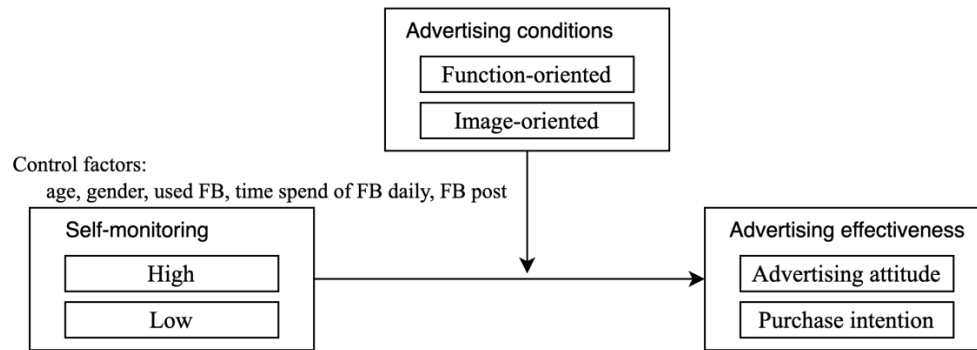 Advertising conditions
Function-oriented
Image-oriented
Control factors:
age, gender, used FB, time spend of FB daily, FB post
Self-monitoring
High
Low
Advertising effectiveness
Advertising attitude
Purchase intention